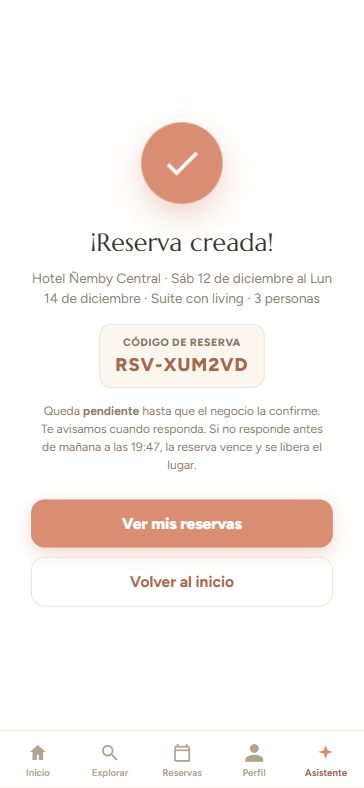 ¡Reserva creada!
Hotel Ñemby Central · Sáb 12 de diciembre al Lun
14 de diciembre · Suite con living · 3 personas
CÓDIGO DE RESERVA
RSV-XUM2VD
Queda pendiente hasta que el negocio la confirme.
Te avisamos cuando responda. Si no responde antes
de mañana a las 19:47, la reserva vence y se libera el
lugar.
Ver mis reservas
Volver al inicio
Inicio
Explorar
Reservas
Perfil
Asistente